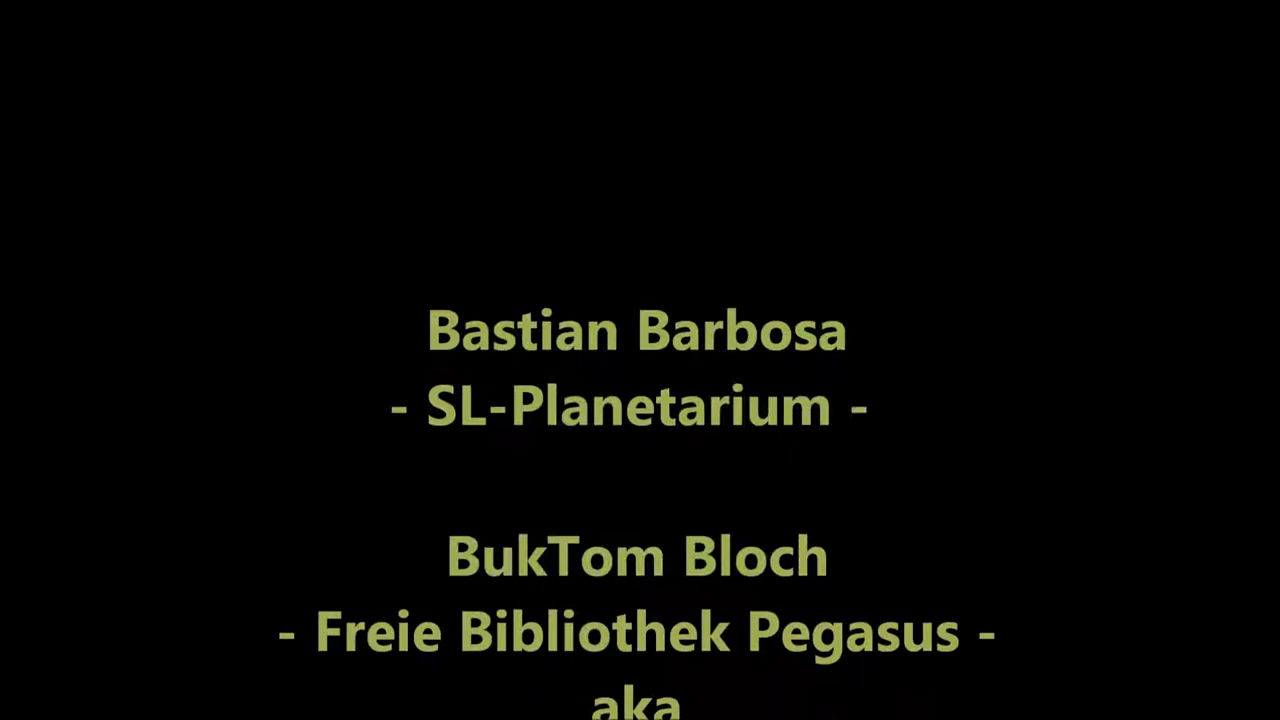 Bastian Barbosa
- SL-Planetarium -
BukTom Bloch
- Freie Bibliothek Pegasus -
aka